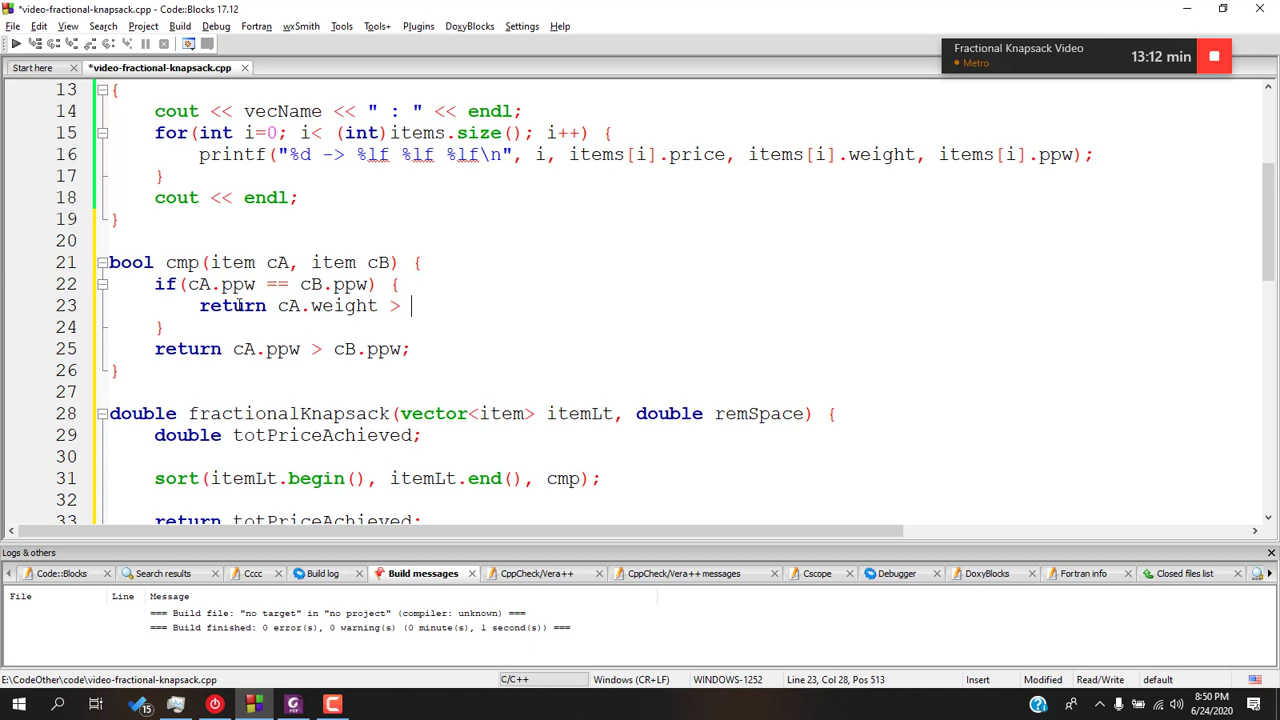 video-fractional-knapsack.cpp - Code::Blocks 17.12
File Edit View Search Project Build Debug Fortran wxSmith Tools Tools+ Plugins DoxyBlocks Settings Help
Fractional Knapsack Video
Metro
13:12 min
Start here
*video-fractional-knapsack.cpp
13 {
14 cout << vecName << " : " << endl;
15 for(int i=0; i< (int)items.size(); i++) {
16 printf("%d -> %lf %lf %lf\n", i, items[i].price, items[i].weight, items[i].ppw);
17 }
18 cout << endl;
19 }
20
21 bool cmp(item cA, item cB) {
22 if(cA.ppw == cB.ppw) {
23 return cA.weight >
24 }
25 return cA.ppw > cB.ppw;
26 }
27
28 double fractionalKnapsack(vector<item> itemLt, double remSpace) {
29 double totPriceAchieved;
30
31 sort(itemLt.begin(), itemLt.end(), cmp);
32
33 return totPriceAchieved;
Logs & others
Code::Blocks Search results Cccc Build log Build messages CppCheck/Vera++ CppCheck/Vera++ messages Cscope Debugger DoxyBlocks Fortran info Closed files list
File Line Message
=== Build file: "no target" in "no project" (compiler: unknown) ===
=== Build finished: 0 error(s), 0 warning(s) (0 minute(s), 1 second(s)) ===
E:\CodeOther\code\video-fractional-knapsack.cpp C/C++ Windows (CR+LF) WINDOWS-1252 Line 23, Col 28, Pos 513 Insert Modified Read/Write default
15
8:50 PM
6/24/2020